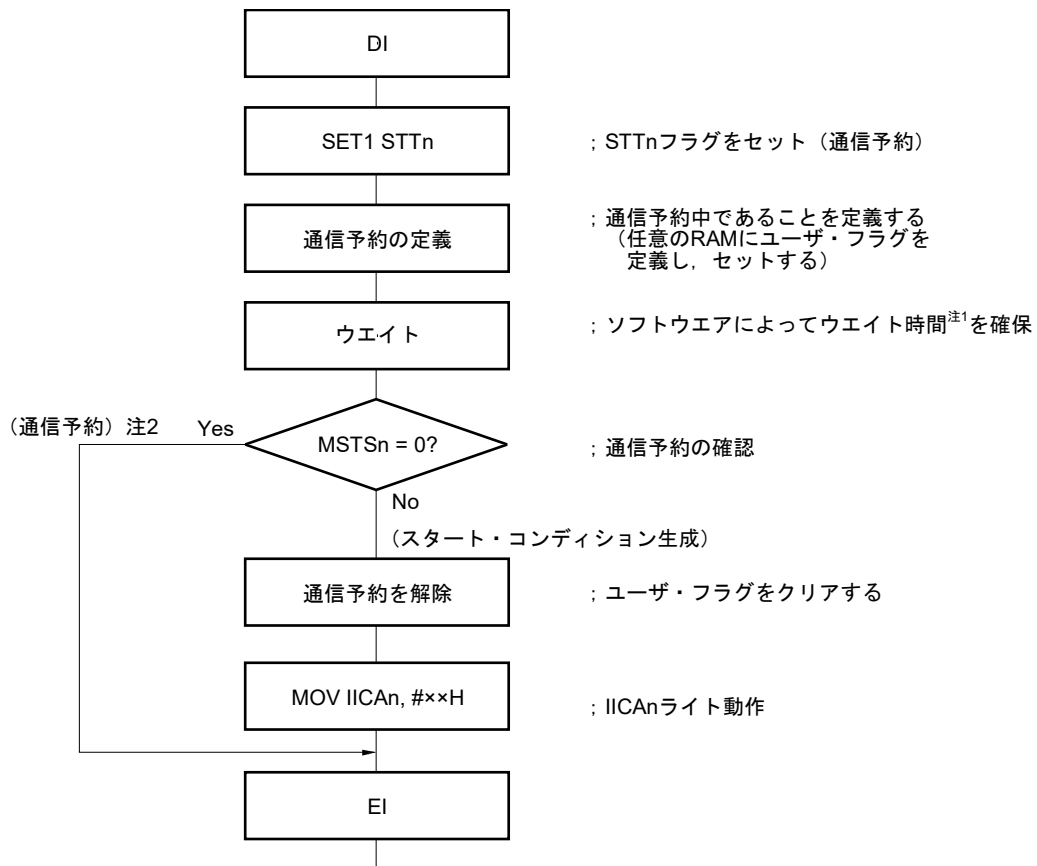 DI
SET1 STTn
; STTnフラグをセット（通信予約）
通信予約の定義
; 通信予約中であることを定義する
（任意のRAMにユーザ・フラグを
定義し，セットする）
ウエイト
; ソフトウエアによってウエイト時間注1を確保
（通信予約）注2 Yes
MSTSn = 0?
; 通信予約の確認
No
（スタート・コンディション生成）
通信予約を解除
; ユーザ・フラグをクリアする
MOV IICAn, #××H
; IICAnライト動作
EI